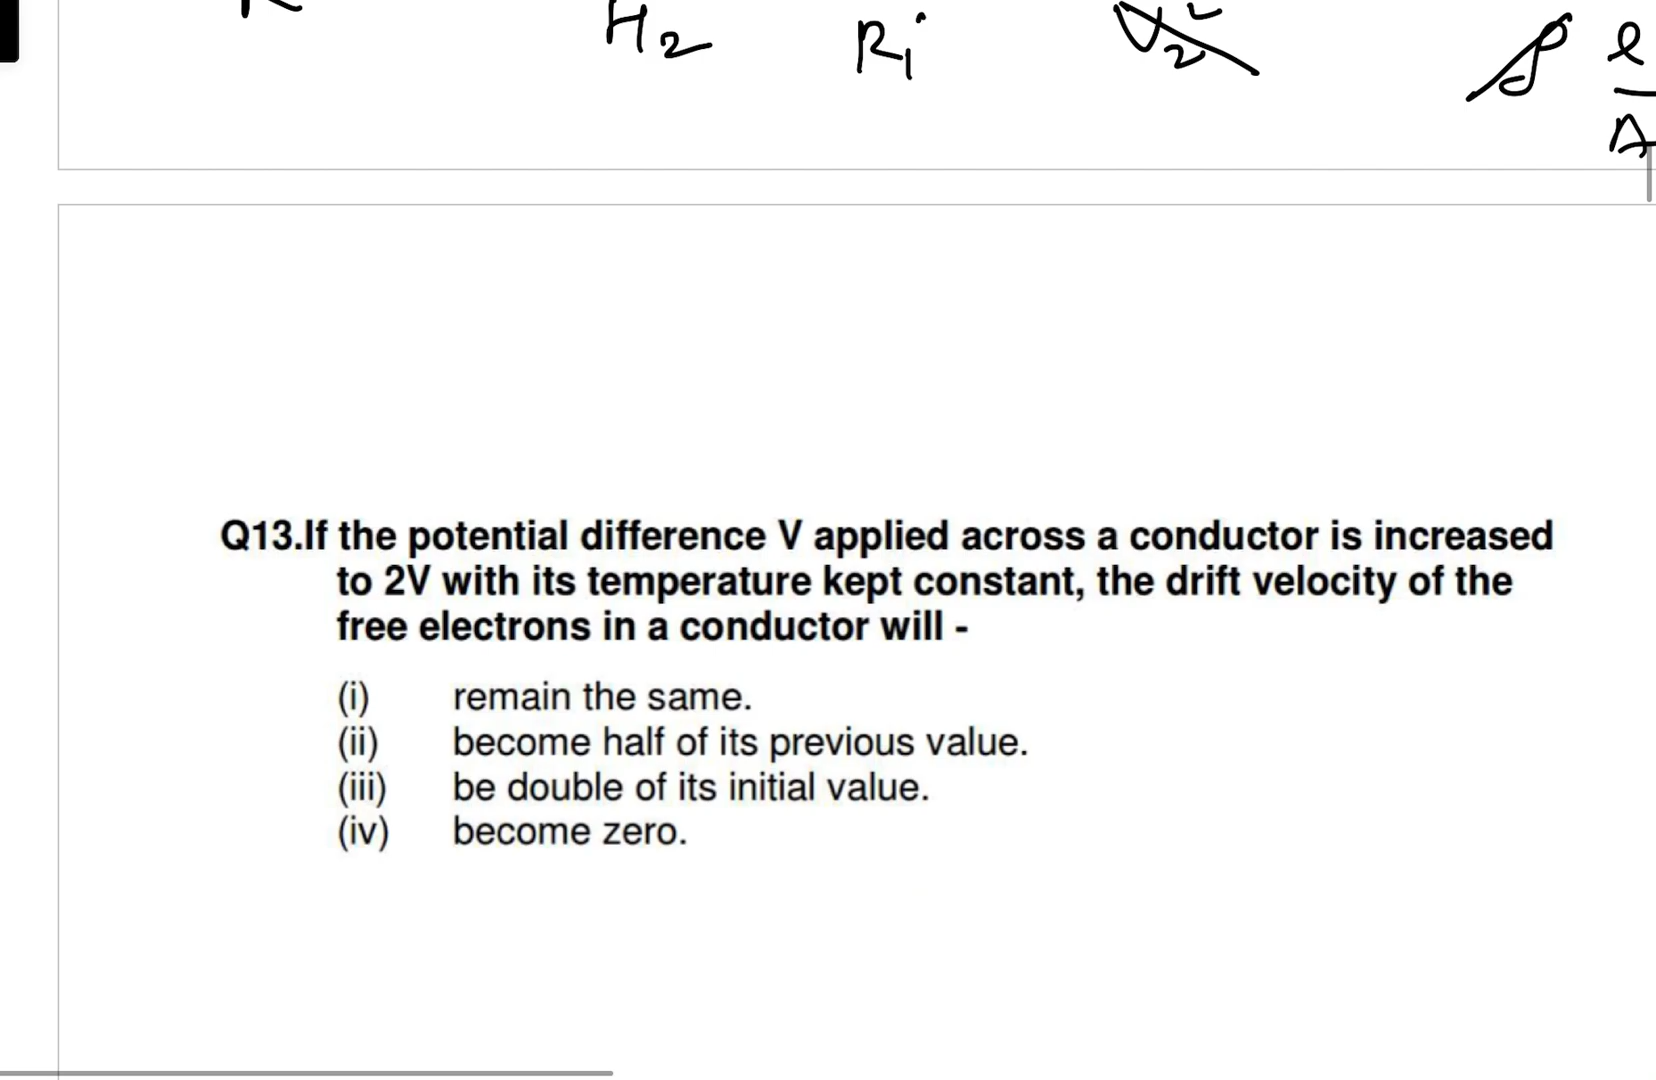 H₂ R₁ V₂² ρ l
A
Q13.If the potential difference V applied across a conductor is increased
to 2V with its temperature kept constant, the drift velocity of the
free electrons in a conductor will -
(i) remain the same.
(ii) become half of its previous value.
(iii) be double of its initial value.
(iv) become zero.